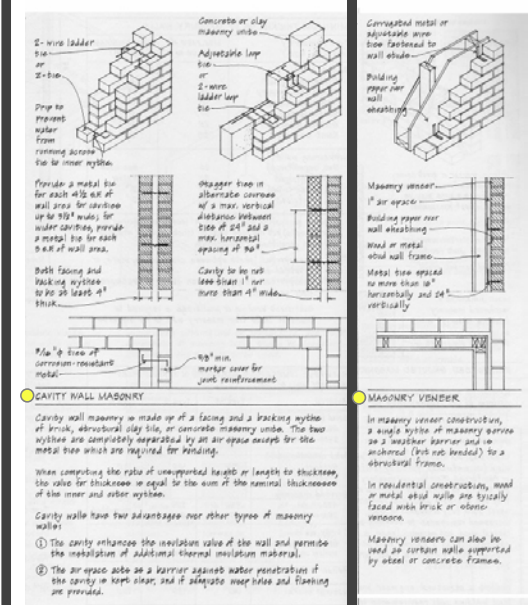 2-wire ladder
tie
or
Z-tie
Drip to
prevent
water
from
running across
tie to inner wythe.
Concrete or clay
masonry units
Adjustable loop
tie
or
2-wire
ladder loop
tie
Provide a metal tie
for each 4 1/2 S.F. of
wall area for cavities
up to 3 1/2" wide; for
wider cavities, provide
a metal tie for each
3 S.F. of wall area.
Both facing and
backing wythes
to be at least 4"
thick.
Stagger ties in
alternate courses
w/ a max. vertical
distance between
ties of 24" and a
max. horizontal
spacing of 36"
Cavity to be not
less than 1" nor
more than 4" wide.
3/16" φ ties of
corrosion-resistant
metal
5/8" min.
mortar cover for
joint reinforcement
CAVITY WALL MASONRY
Cavity wall masonry is made up of a facing and a backing wythe
of brick, structural clay tile, or concrete masonry units. The two
wythes are completely separated by an air space except for the
metal ties which are required for bonding.
When computing the ratio of unsupported height or length to thickness,
the value for thickness is equal to the sum of the nominal thicknesses
of the inner and outer wythes.
Cavity walls have two advantages over other types of masonry
walls:
① The cavity enhances the insulation value of the wall and permits
the installation of additional thermal insulation material.
② The air space acts as a barrier against water penetration if
the cavity is kept clear, and if adequate weep holes and flashing
are provided.
Corrugated metal or
adjustable wire
ties fastened to
wall studs
Building
paper over
wall
sheathing
Masonry veneer
1" air space
Building paper over
wall sheathing
Wood or metal
stud wall frame
Metal ties spaced
no more than 16"
horizontally and 24"
vertically
MASONRY VENEER
In masonry veneer construction,
a single wythe of masonry serves
as a weather barrier and is
anchored (but not bonded) to a
structural frame.
In residential construction, wood
or metal stud walls are typically
faced with brick or stone
veneers.
Masonry veneers can also be
used as curtain walls supported
by steel or concrete frames.